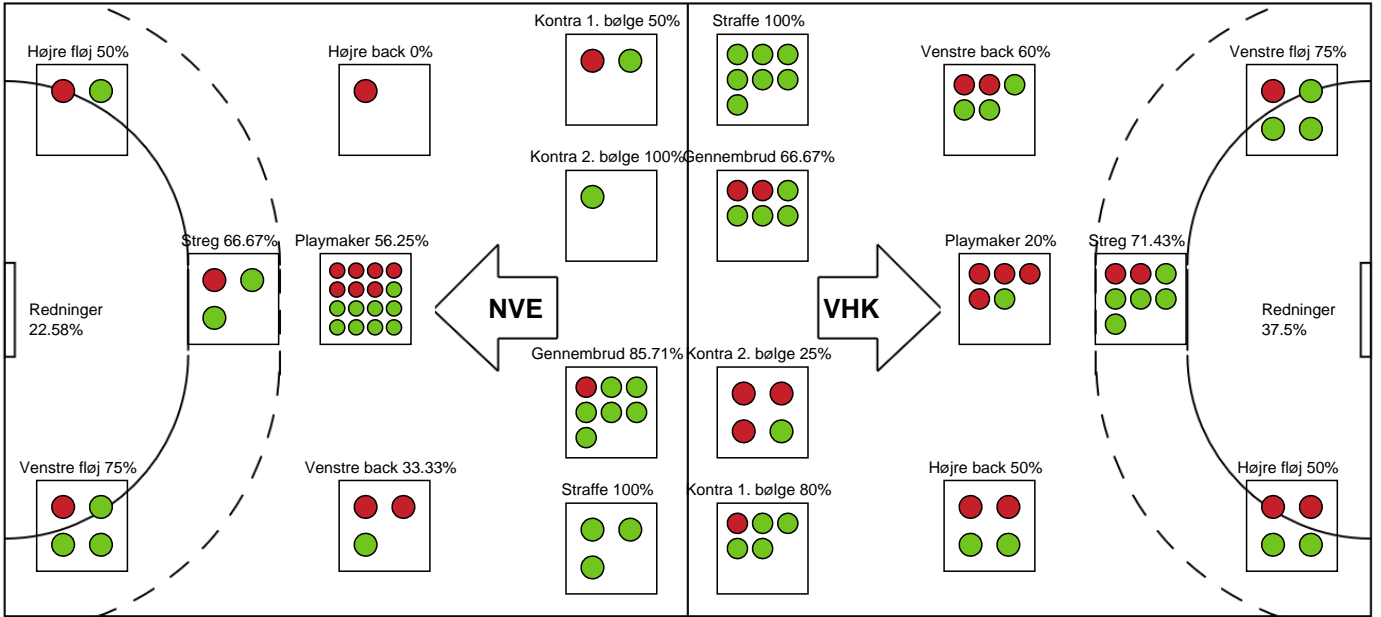 Kontra 1. bølge 50%
Straffe 100%
Højre fløj 50%
Højre back 0%
Venstre back 60%
Venstre fløj 75%
Kontra 2. bølge 100%
Gennembrud 66.67%
Streg 66.67%
Playmaker 56.25%
Playmaker 20%
Streg 71.43%
Redninger
22.58%
NVE
VHK
Redninger
37.5%
Gennembrud 85.71%
Kontra 2. bølge 25%
Venstre fløj 75%
Venstre back 33.33%
Højre back 50%
Højre fløj 50%
Straffe 100%
Kontra 1. bølge 80%